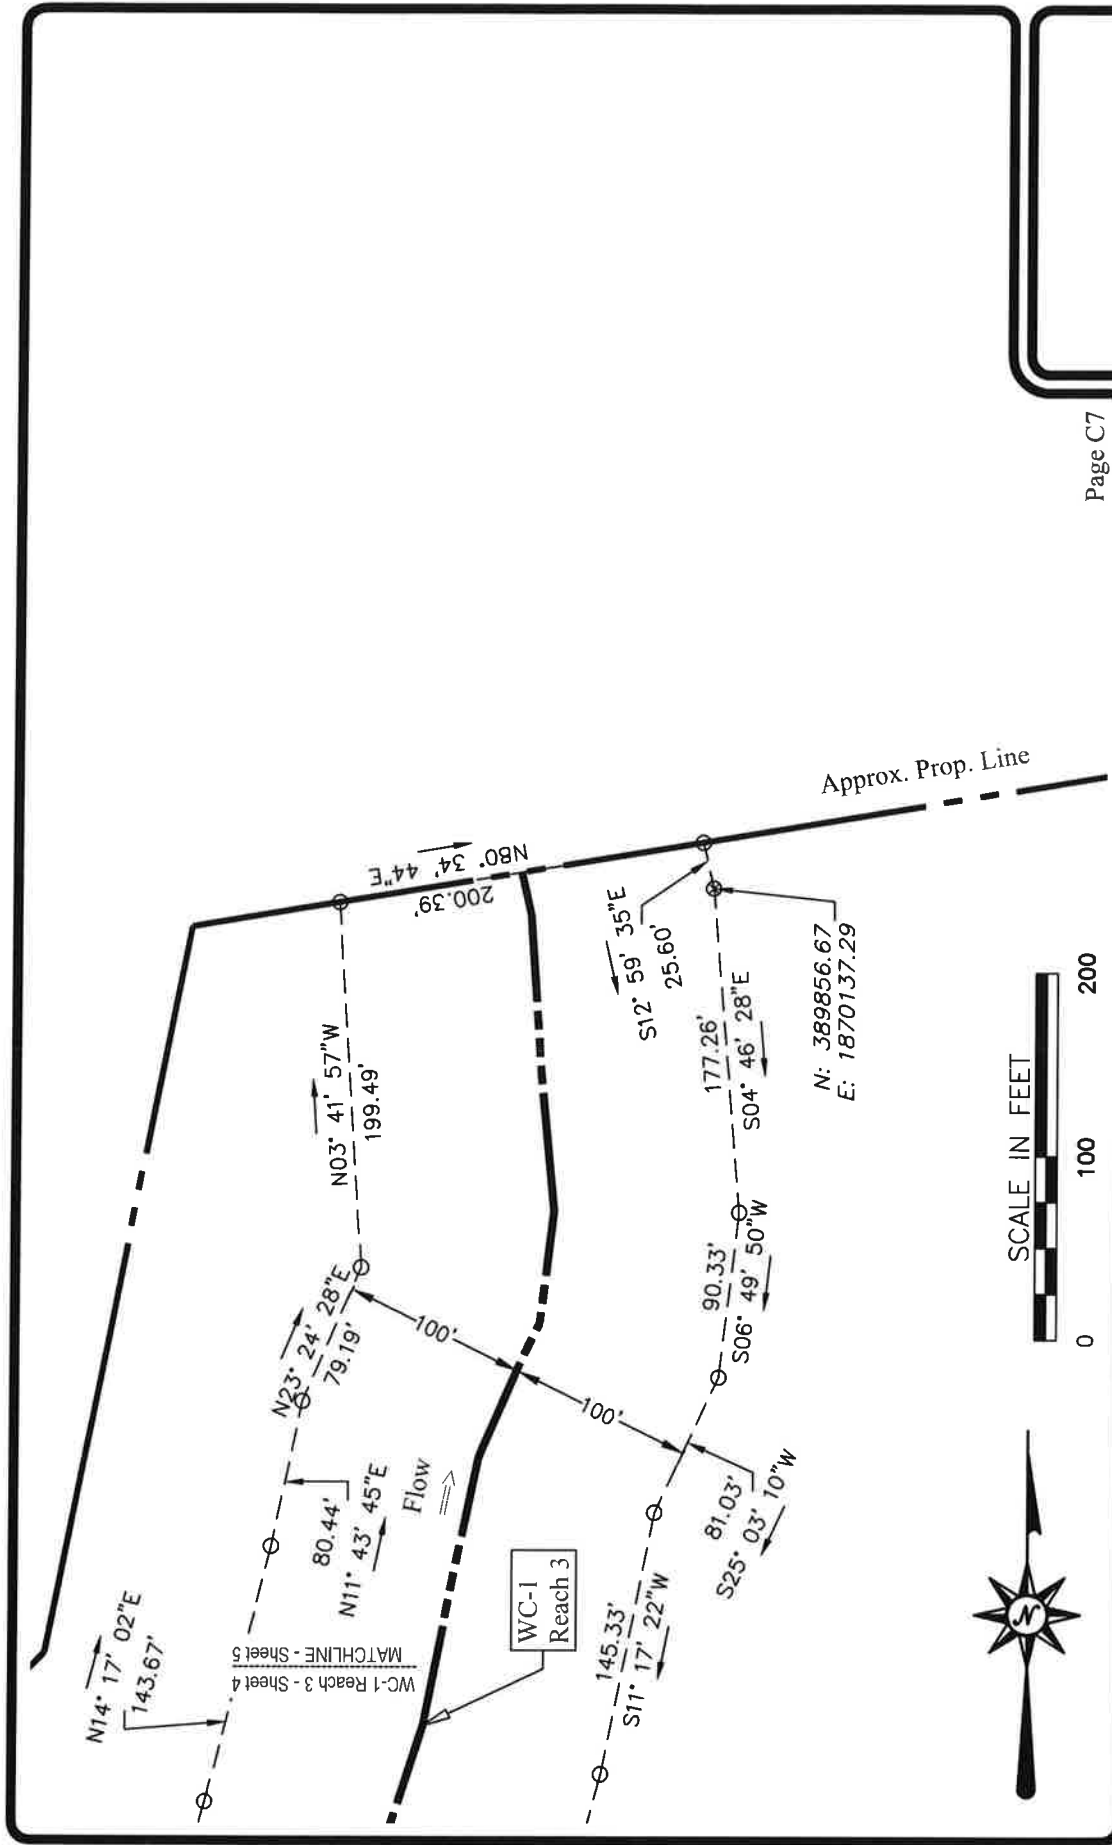 N14° 17' 02"E
143.67'
WC-1 Reach 3 - Sheet 4
MATCHLINE - Sheet 5
80.44'
N11° 43' 45"E
N23° 24' 28"E
79.19'
N03° 41' 57"W
199.49'
N80° 34' 44"E
200.39'
Flow
WC-1
Reach 3
100'
100'
S12° 59' 35"E
25.60'
177.26'
S04° 46' 28"E
N: 389856.67
E: 1870137.29
90.33'
S06° 49' 50"W
81.03'
S25° 03' 10"W
145.33'
S11° 17' 22"W
Approx. Prop. Line
N
SCALE IN FEET
0 100 200
Page C7